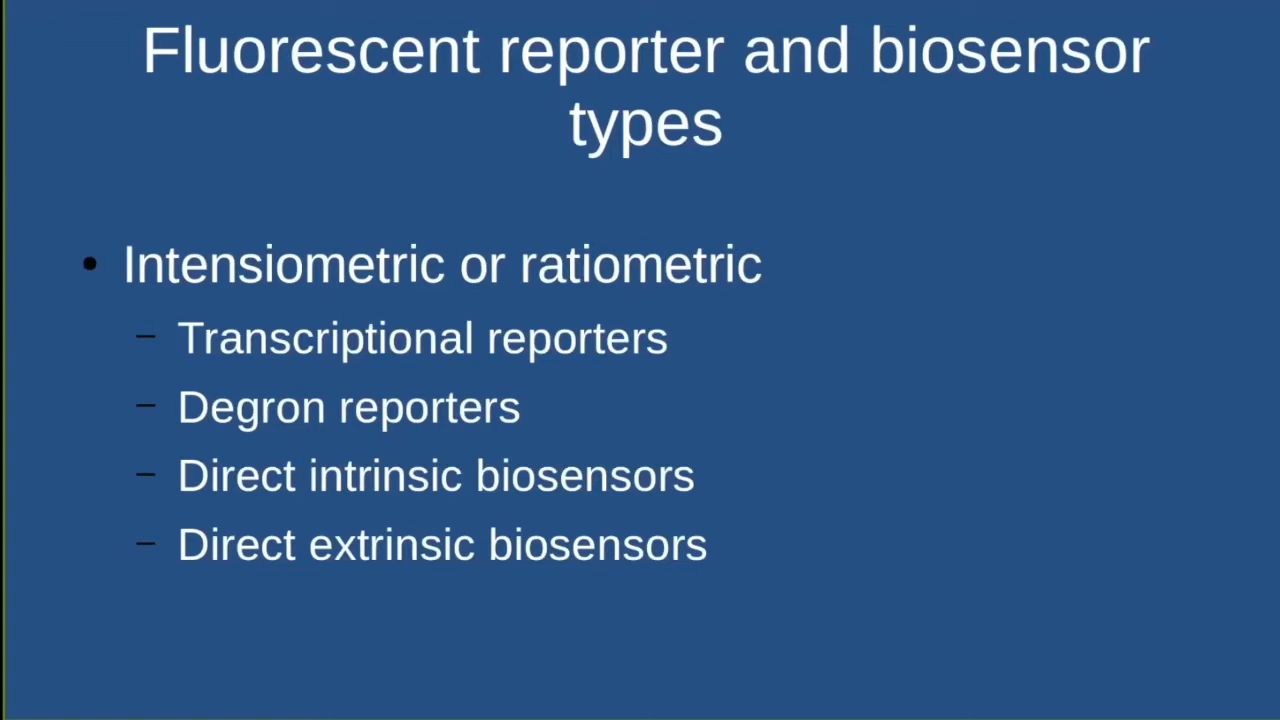 Fluorescent reporter and biosensor
types
• Intensiometric or ratiometric
– Transcriptional reporters
– Degron reporters
– Direct intrinsic biosensors
– Direct extrinsic biosensors